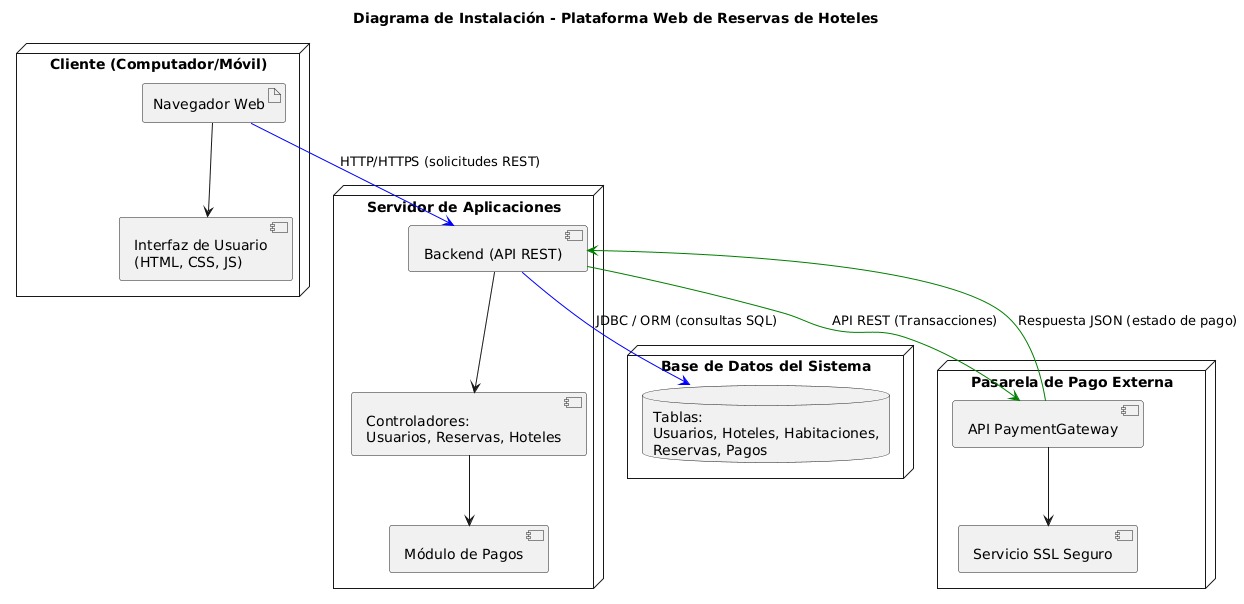 Diagrama de Instalación - Plataforma Web de Reservas de Hoteles
Cliente (Computador/Móvil)
Navegador Web
HTTP/HTTPS (solicitudes REST)
Interfaz de Usuario
(HTML, CSS, JS)
Servidor de Aplicaciones
Backend (API REST)
JDBC / ORM (consultas SQL)
API REST (Transacciones)
Respuesta JSON (estado de pago)
Controladores:
Usuarios, Reservas, Hoteles
Módulo de Pagos
Base de Datos del Sistema
Tablas:
Usuarios, Hoteles, Habitaciones,
Reservas, Pagos
Pasarela de Pago Externa
API PaymentGateway
Servicio SSL Seguro